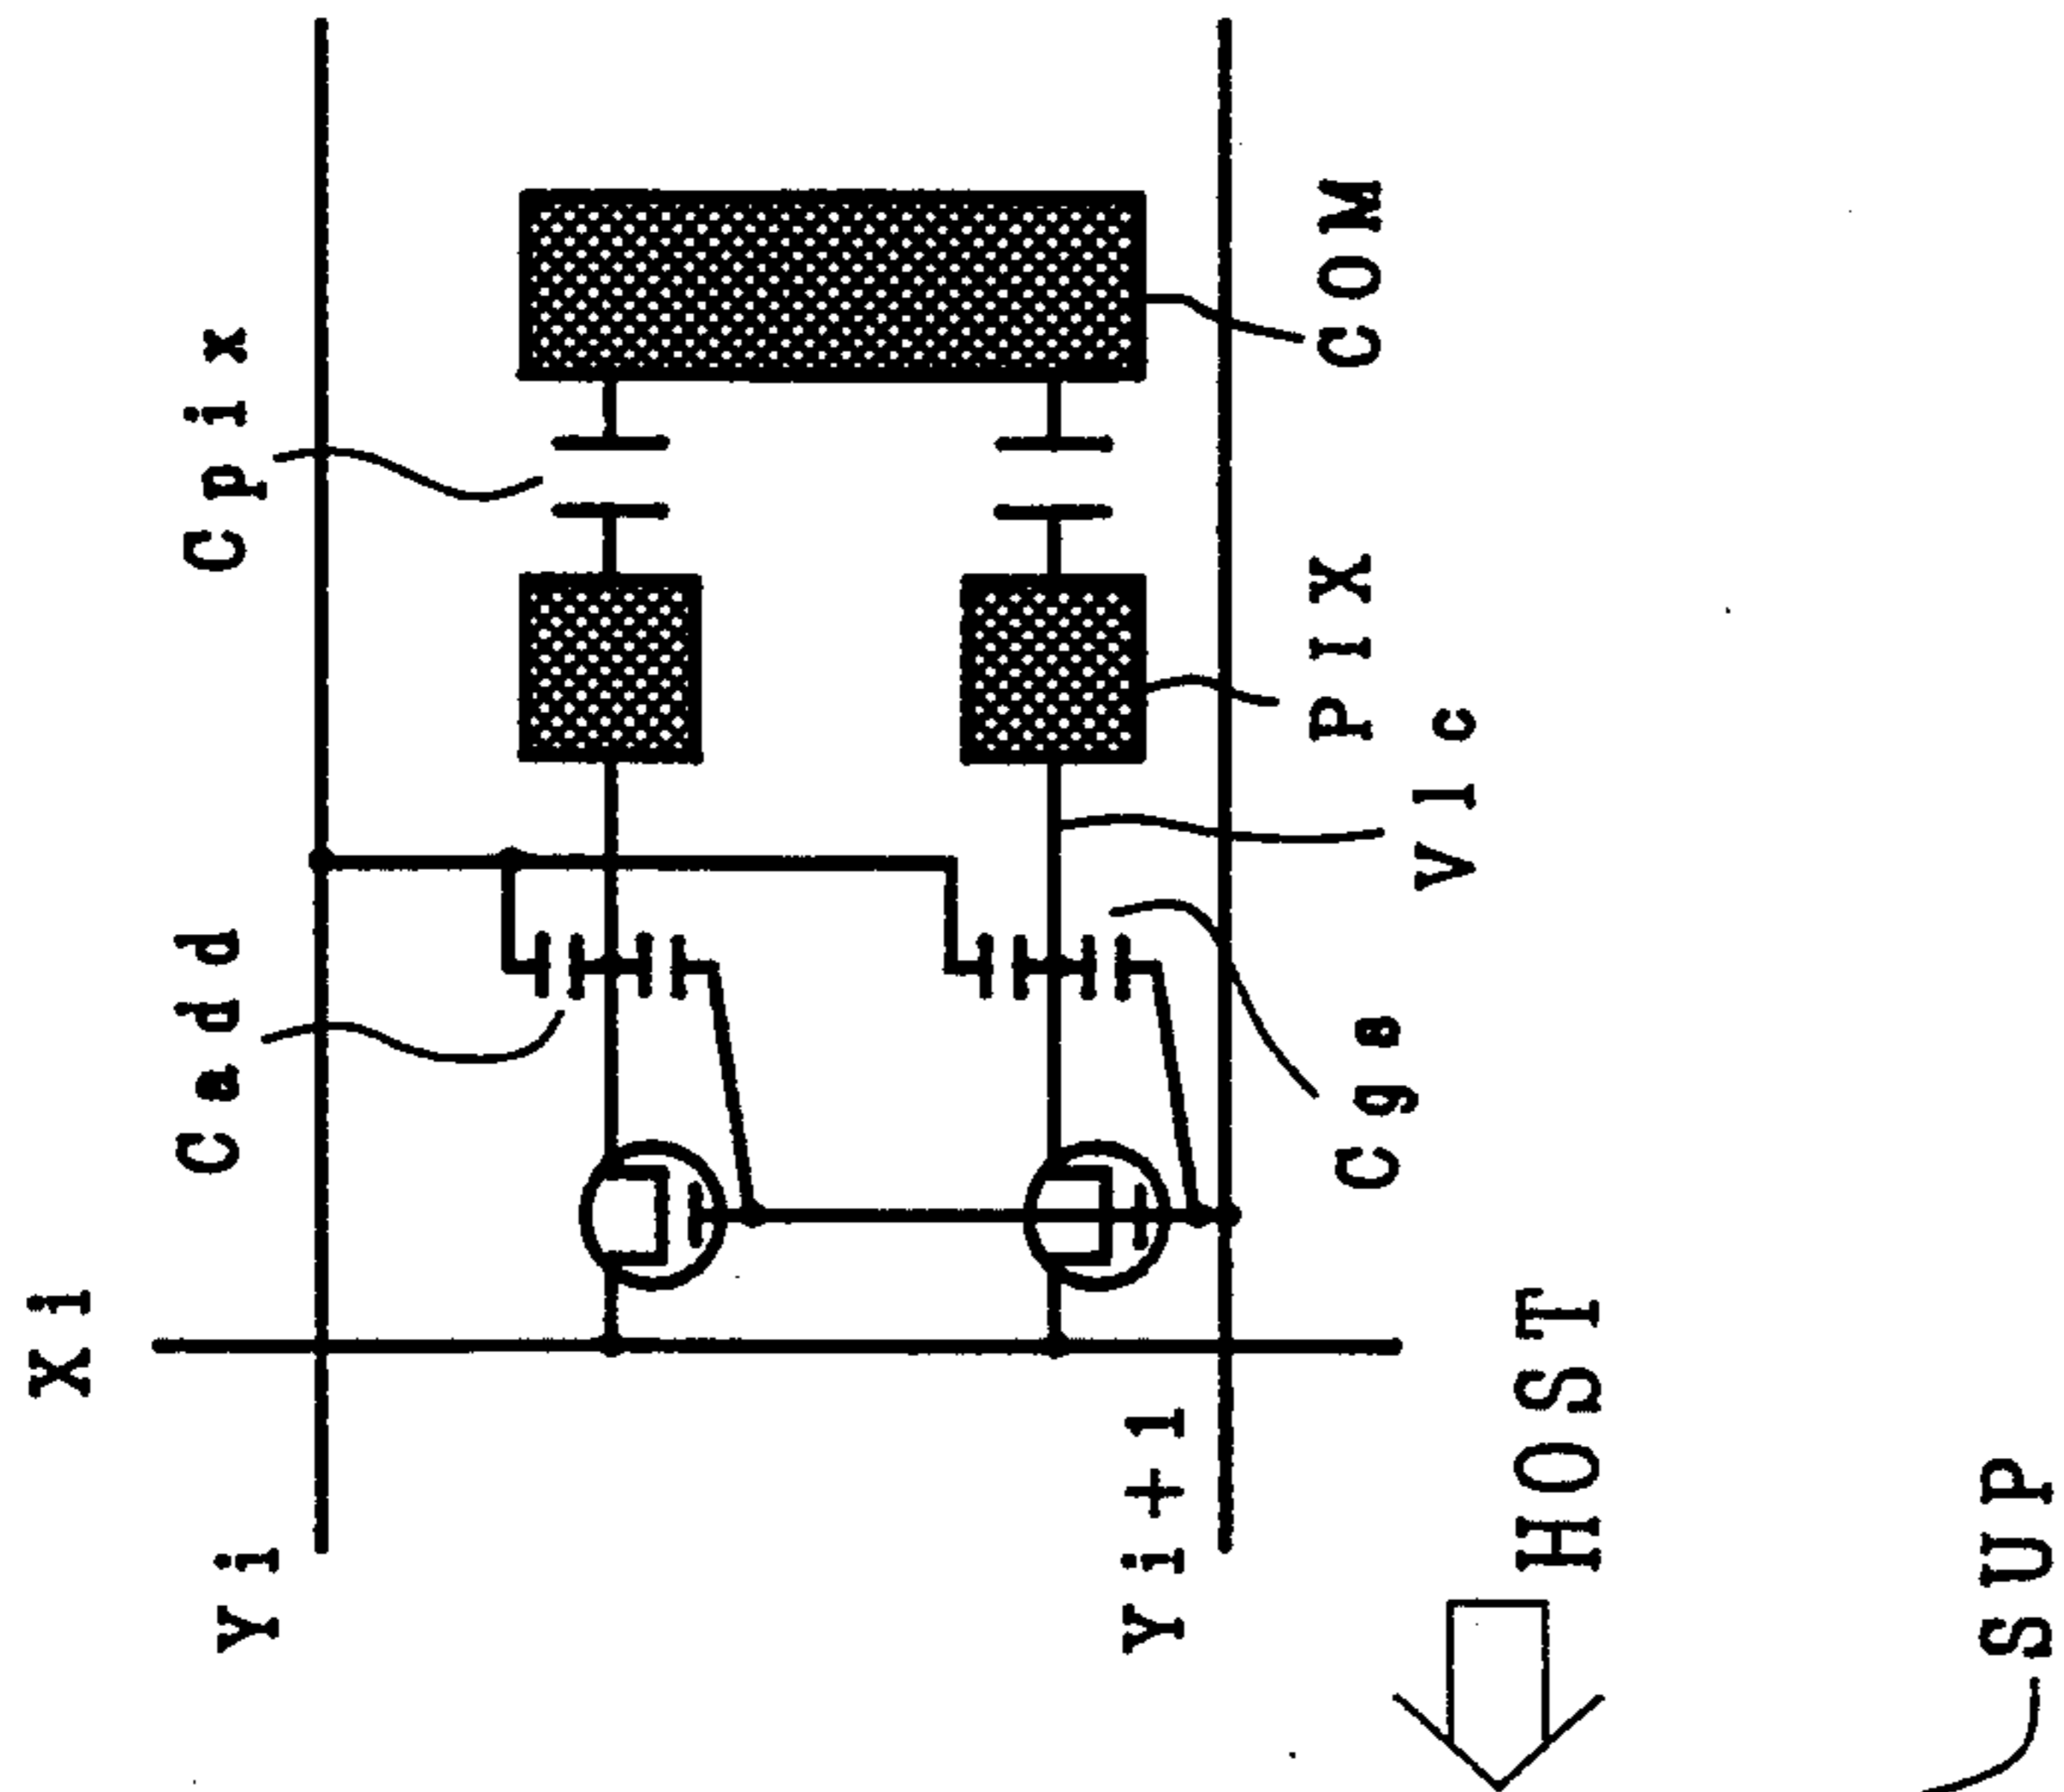 Xi
Yi
Cadd
Cpix
Yi+1
Cgs
PIX
COM
Vlc
HOST
SUP